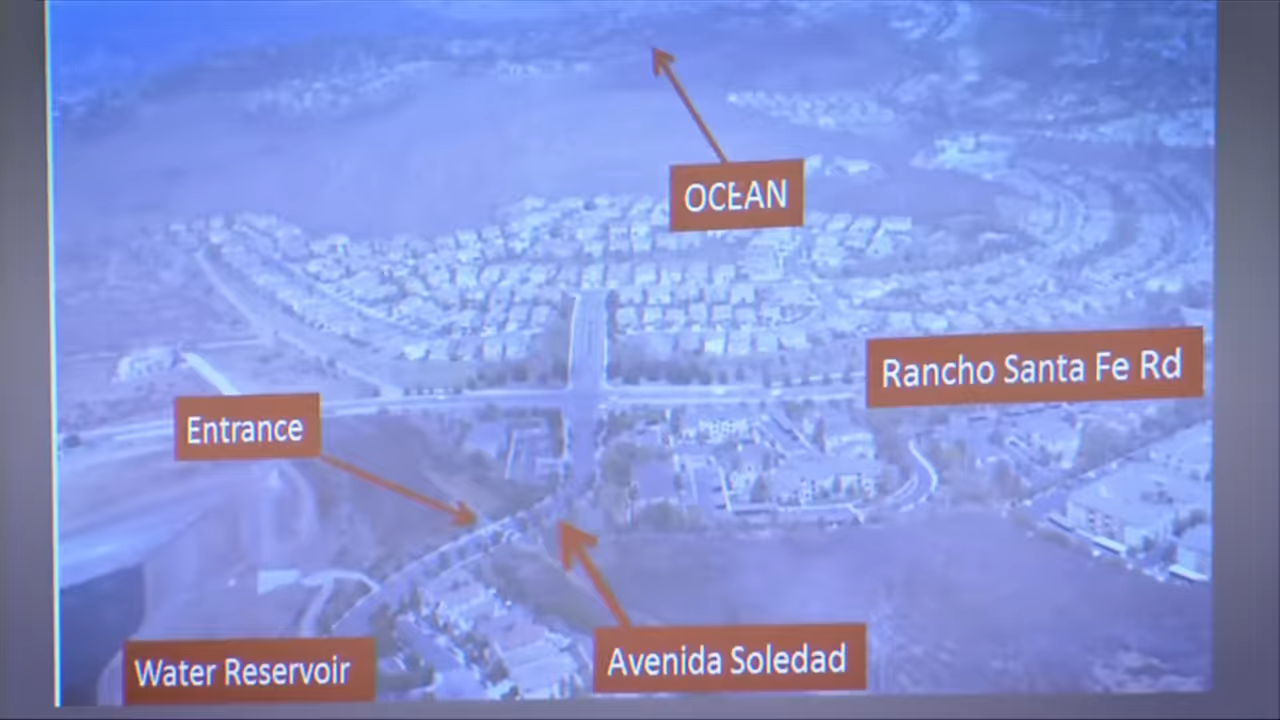 OCEAN
Rancho Santa Fe Rd
Entrance
Avenida Soledad
Water Reservoir